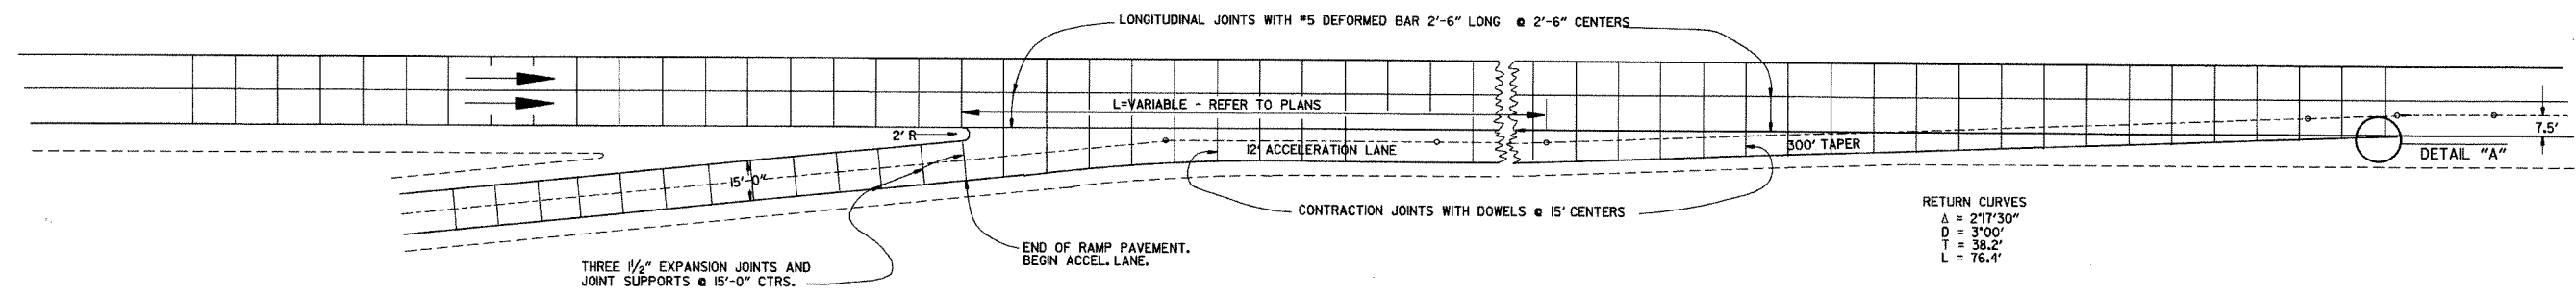 LONGITUDINAL JOINTS WITH #5 DEFORMED BAR 2'-6" LONG @ 2'-6" CENTERS
L=VARIABLE - REFER TO PLANS
2' R
12' ACCELERATION LANE
300' TAPER
7.5'
DETAIL "A"
15'-0"
CONTRACTION JOINTS WITH DOWELS @ 15' CENTERS
RETURN CURVES
Δ = 2°17'30"
D = 3°00'
T = 38.2'
L = 76.4'
END OF RAMP PAVEMENT.
BEGIN ACCEL. LANE.
THREE 1 1/2" EXPANSION JOINTS AND
JOINT SUPPORTS @ 15'-0" CTRS.